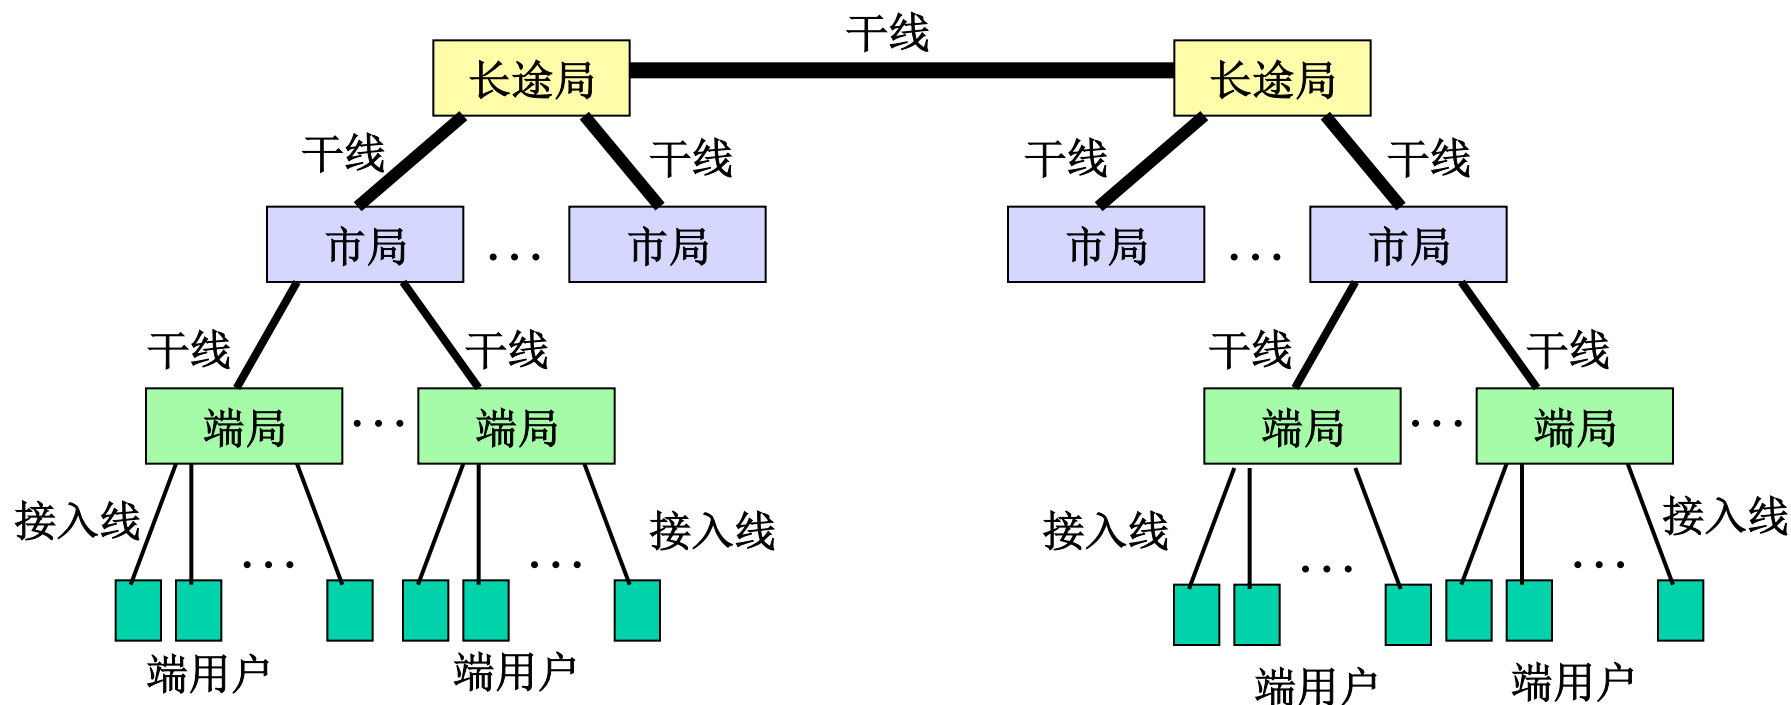 干线
长途局
长途局
干线
干线
干线
干线
市局
...
市局
市局
...
市局
干线
干线
干线
干线
端局
...
端局
端局
...
端局
接入线
接入线
接入线
接入线
...
...
...
...
端用户
端用户
端用户
端用户